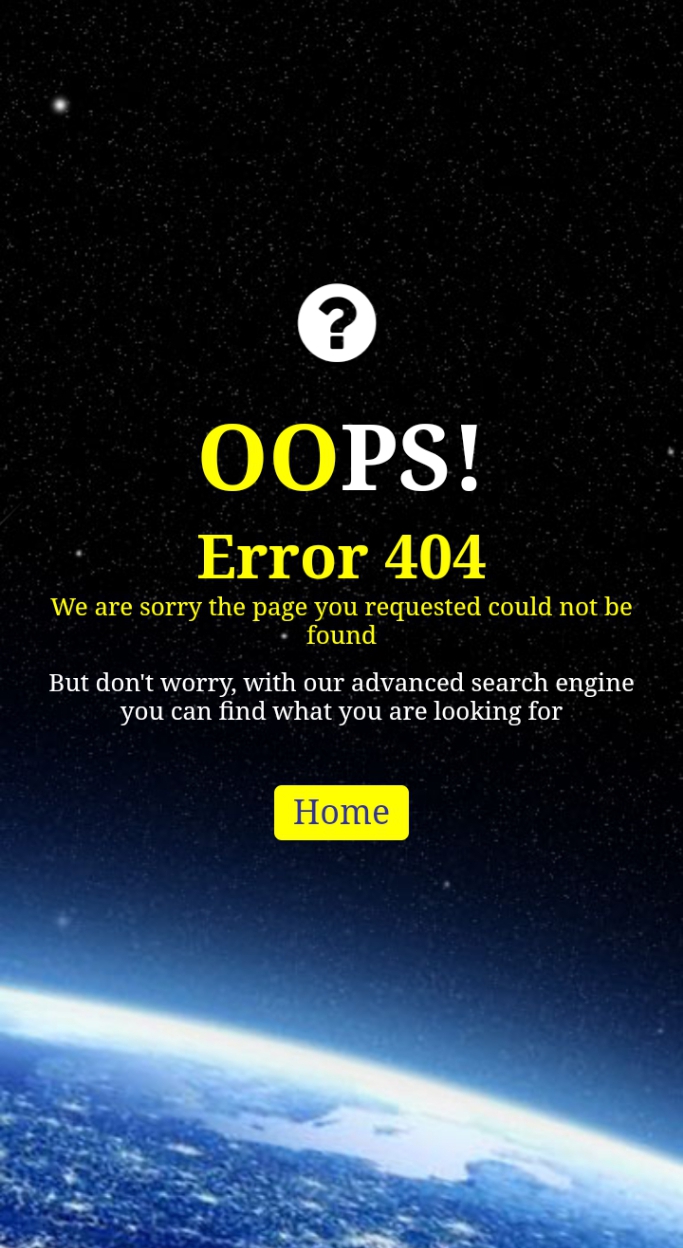 ?
OOPS!
Error 404
We are sorry the page you requested could not be
found
But don't worry, with our advanced search engine
you can find what you are looking for
Home